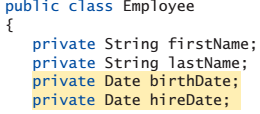 public class Employee
{
    private String firstName;
    private String lastName;
    private Date birthDate;
    private Date hireDate;